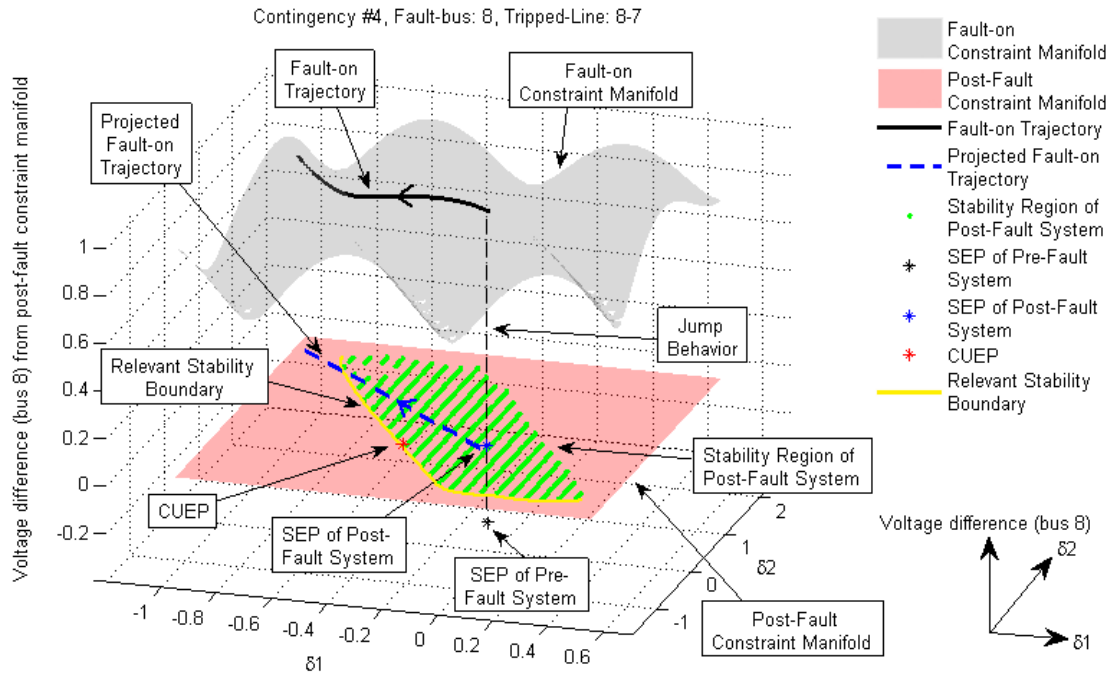 Contingency #4, Fault-bus: 8, Tripped-Line: 8-7
Fault-on
Trajectory
Fault-on
Constraint Manifold
Projected
Fault-on
Trajectory
Relevant Stability
Boundary
Jump
Behavior
CUEP
SEP of Post-
Fault System
SEP of Pre-
Fault System
Stability Region of
Post-Fault System
Post-Fault
Constraint Manifold
Voltage difference (bus 8) from post-fault constraint manifold
1
0.8
0.6
0.4
0.2
0
-0.2
-1
-0.8
-0.6
-0.4
-0.2
0
0.2
0.4
0.6
δ1
-1
0
1
2
δ2
Fault-on
Constraint Manifold
Post-Fault
Constraint Manifold
Fault-on Trajectory
Projected Fault-on
Trajectory
Stability Region of
Post-Fault System
SEP of Pre-Fault
System
SEP of Post-Fault
System
CUEP
Relevant Stability
Boundary
Voltage difference (bus 8)
δ2
δ1